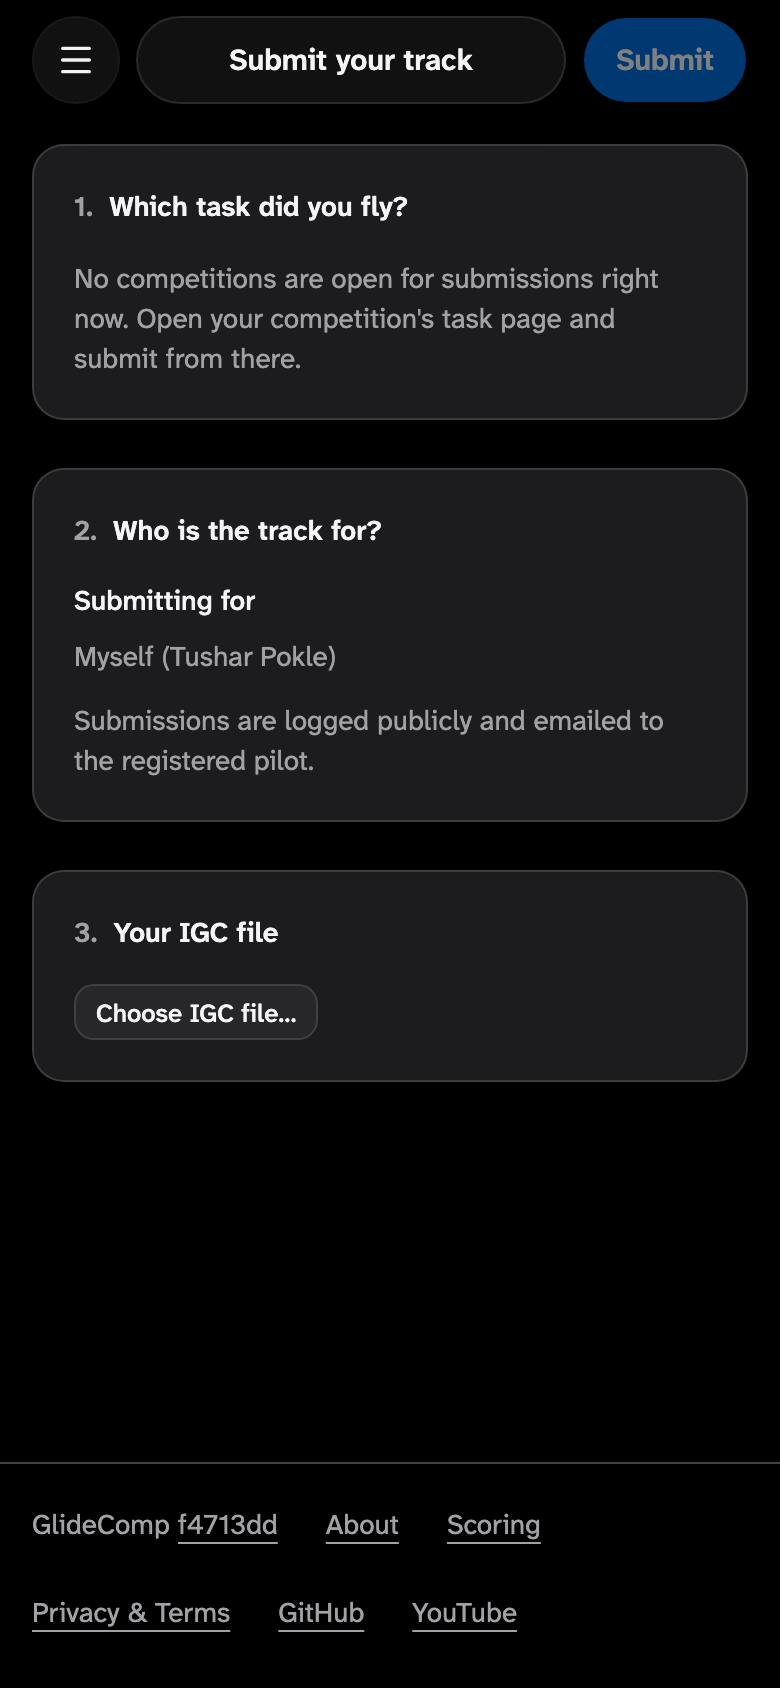 Submit your track
Submit
1. Which task did you fly?
No competitions are open for submissions right
now. Open your competition's task page and
submit from there.
2. Who is the track for?
Submitting for
Myself (Tushar Pokle)
Submissions are logged publicly and emailed to
the registered pilot.
3. Your IGC file
Choose IGC file...
GlideComp f4713dd About Scoring
Privacy & Terms GitHub YouTube